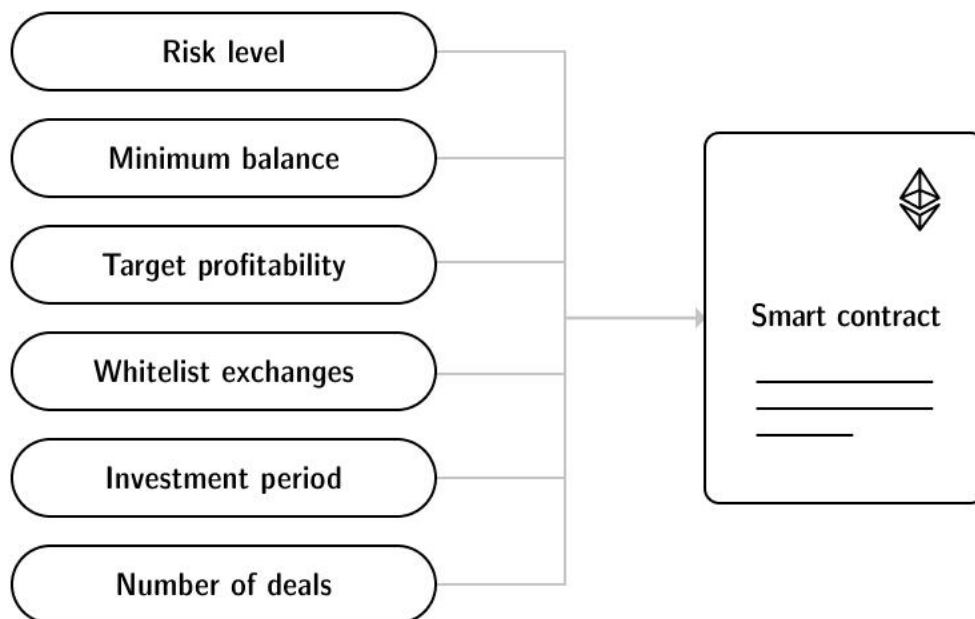 Risk level
Minimum balance
Target profitability
Whitelist exchanges
Investment period
Number of deals
Smart contract